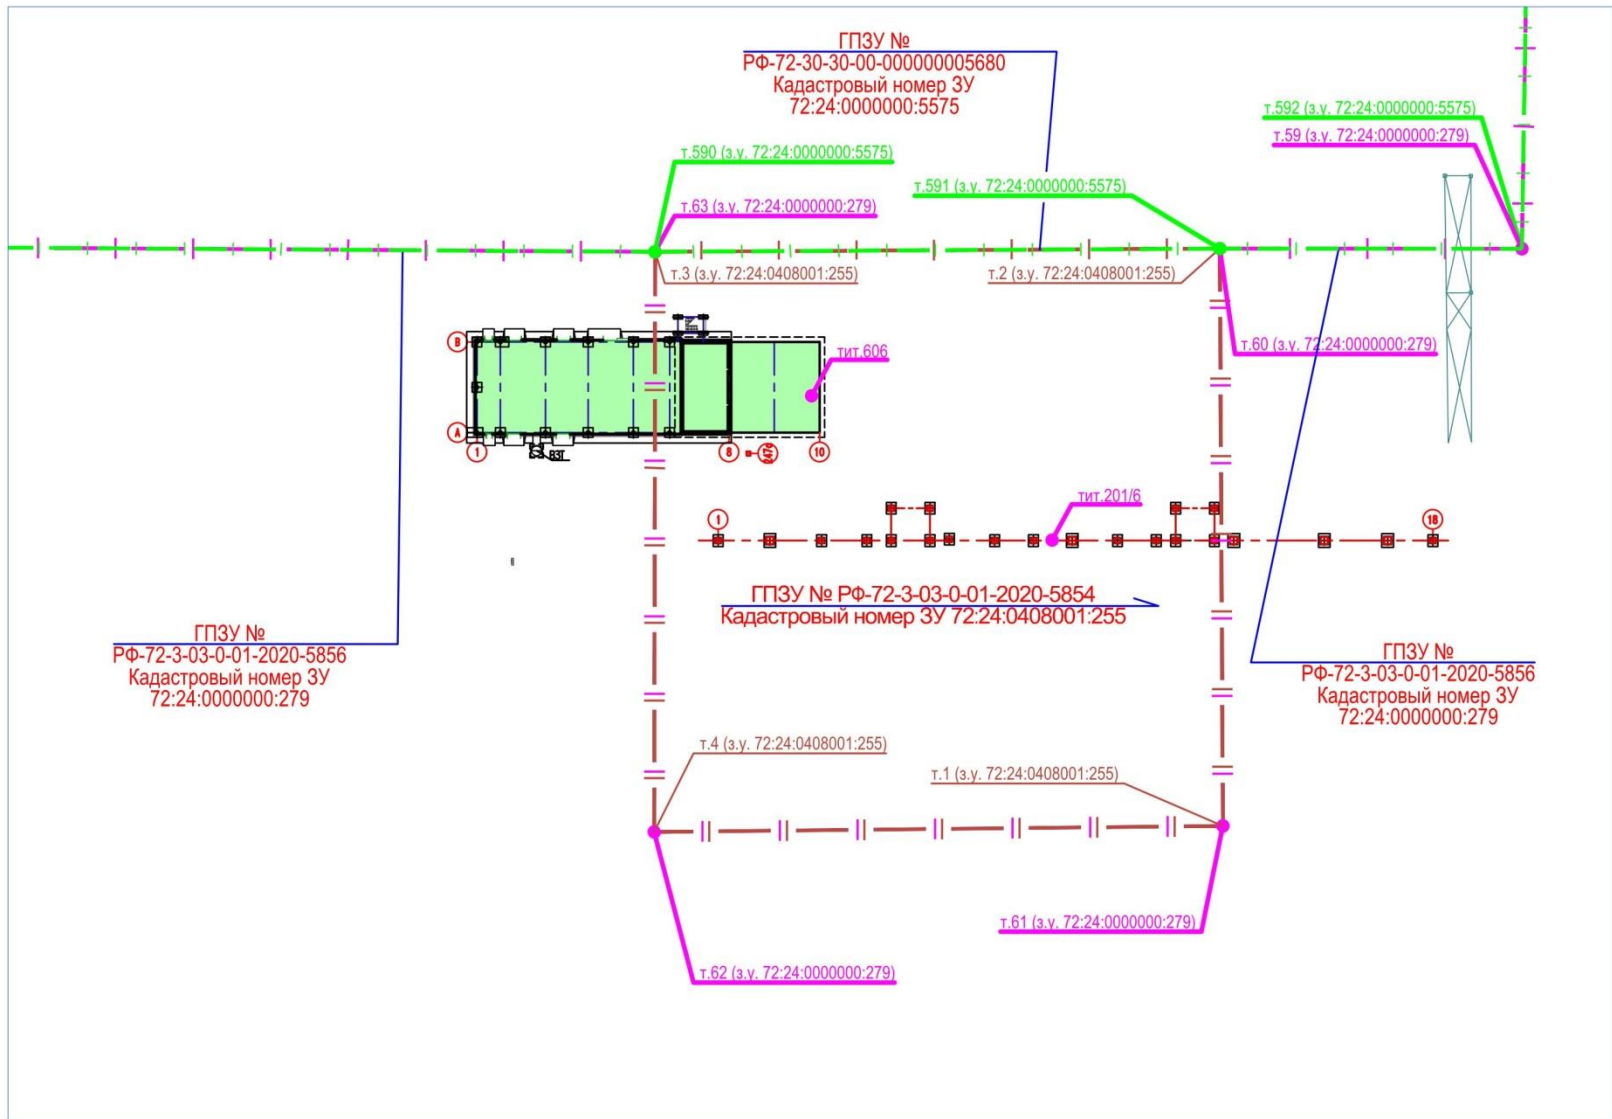 ГПЗУ №
РФ-72-30-30-00-000000005680
Кадастровый номер ЗУ
72:24:0000000:5575
т.592 (з.у. 72:24:0000000:5575)
т.59 (з.у. 72:24:0000000:279)
т.590 (з.у. 72:24:0000000:5575)
т.591 (з.у. 72:24:0000000:5575)
т.63 (з.у. 72:24:0000000:279)
т.3 (з.у. 72:24:0408001:255)
т.2 (з.у. 72:24:0408001:255)
т.60 (з.у. 72:24:0000000:279)
В
тит.606
А
1
ВЗТ
8
10
тит.201/6
1
18
ГПЗУ № РФ-72-3-03-0-01-2020-5854
Кадастровый номер ЗУ 72:24:0408001:255
ГПЗУ №
РФ-72-3-03-0-01-2020-5856
Кадастровый номер ЗУ
72:24:0000000:279
ГПЗУ №
РФ-72-3-03-0-01-2020-5856
Кадастровый номер ЗУ
72:24:0000000:279
т.4 (з.у. 72:24:0408001:255)
т.1 (з.у. 72:24:0408001:255)
т.61 (з.у. 72:24:0000000:279)
т.62 (з.у. 72:24:0000000:279)